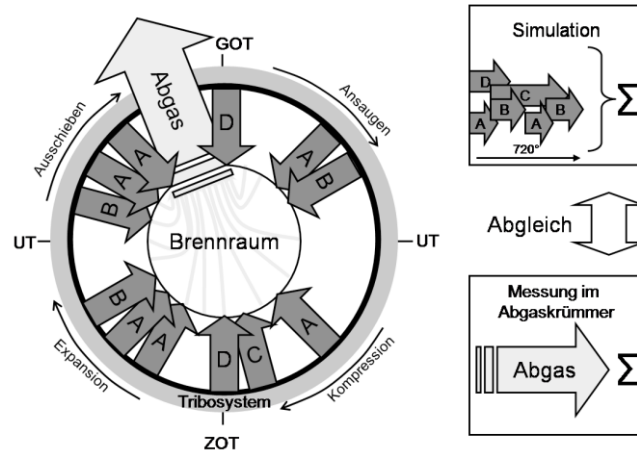 GOT
Abgas
Ausschieben
Ansaugen
D
A
A
B
A
B
UT
Brennraum
UT
B
A
A
D
C
A
Expansion
Kompression
Tribosystem
ZOT
Simulation
D
C
B
B
A
A
Σ
720°
Abgleich
Messung im
Abgaskrümmer
Abgas
Σ